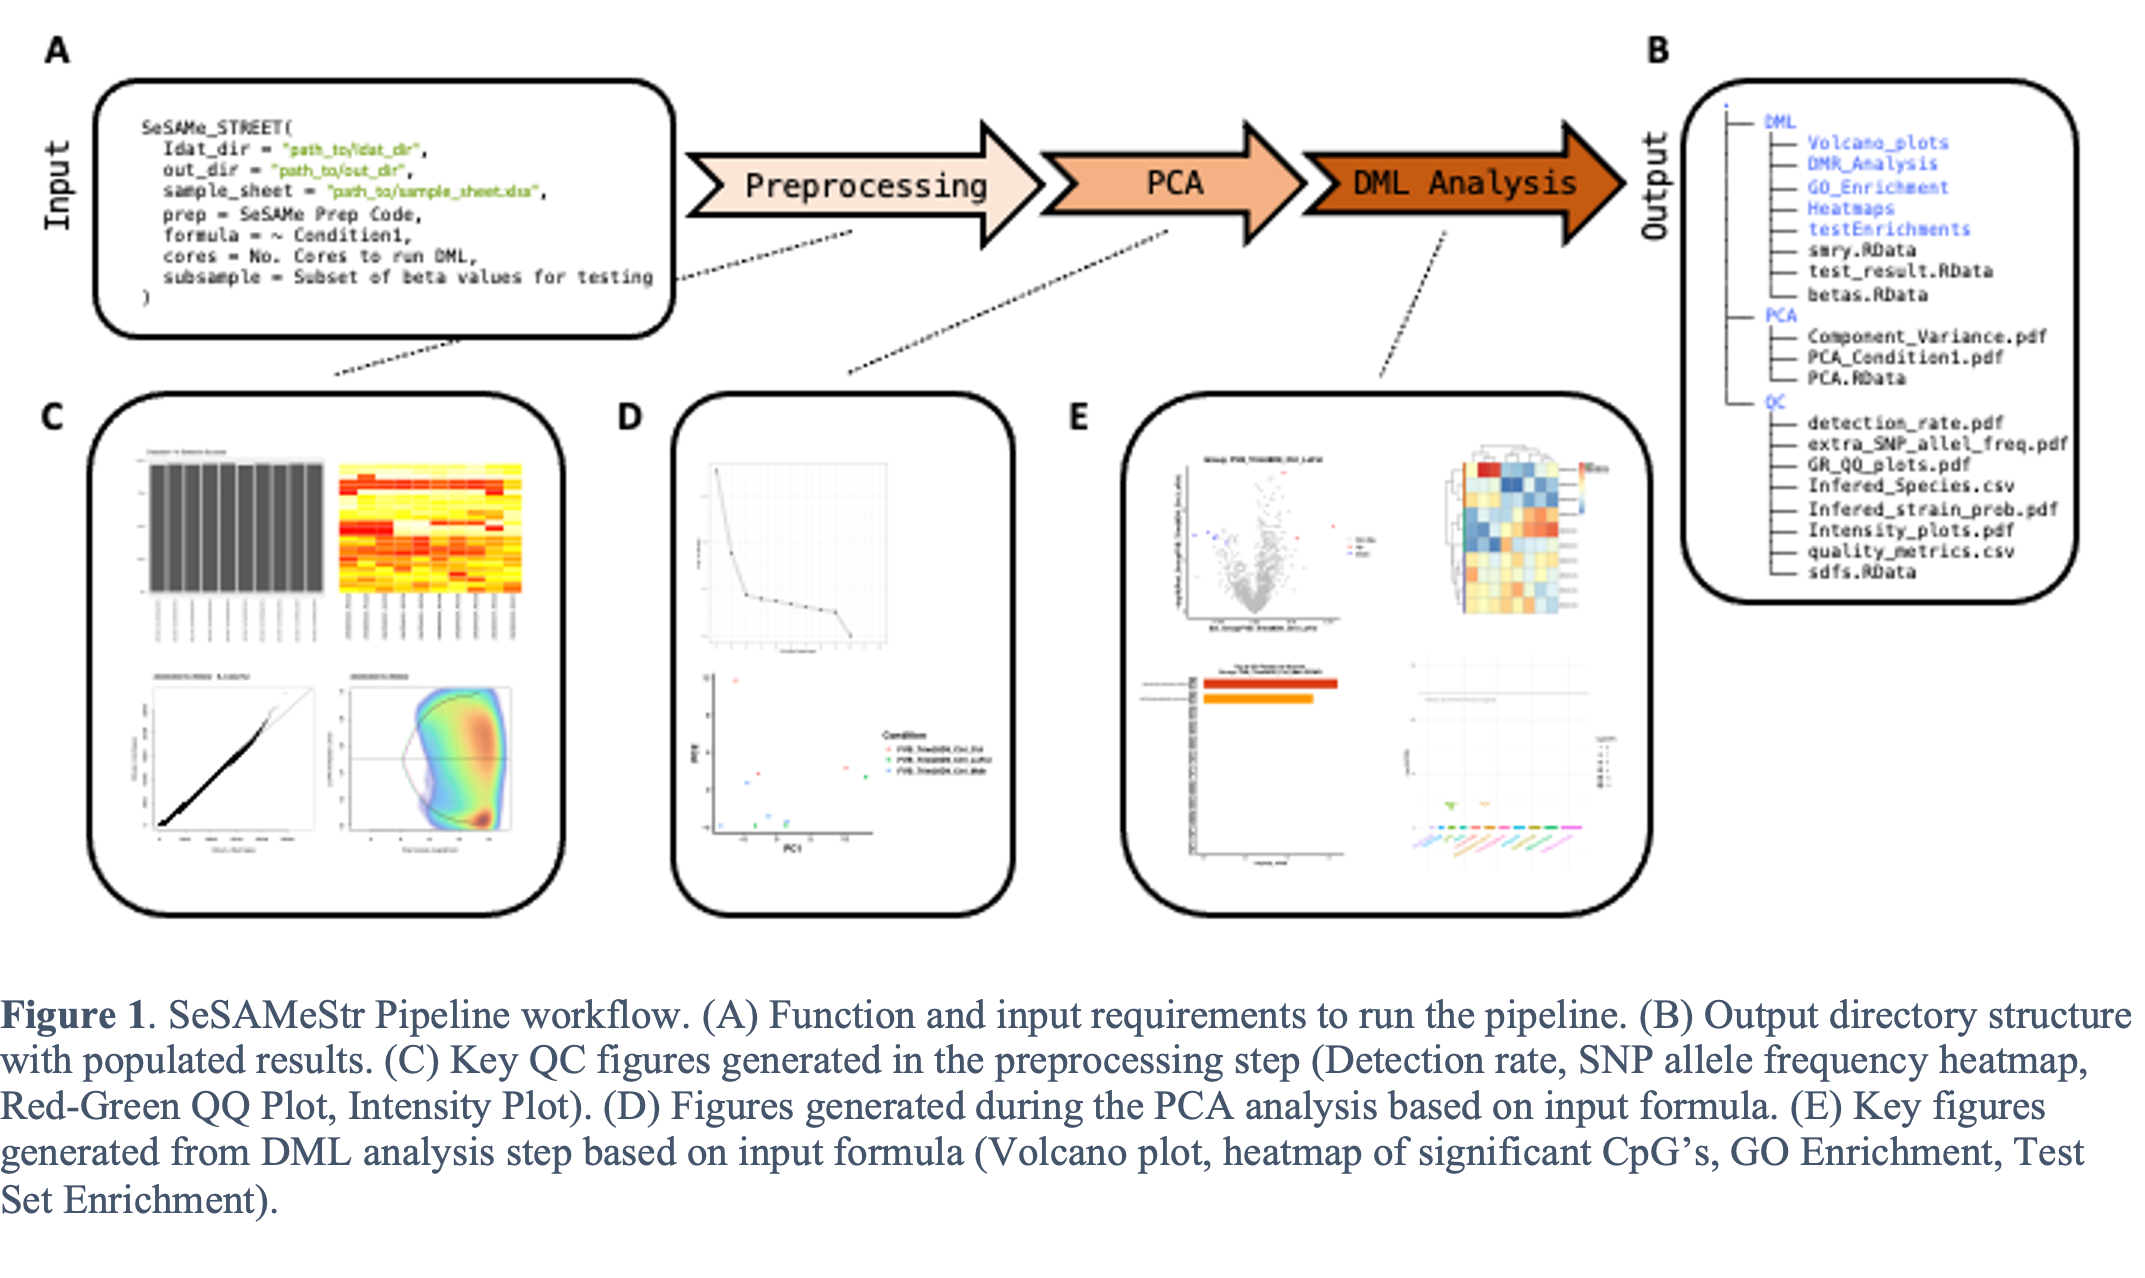 A
Input
SeSAMe_STREET(
Idat_dir = "path_to/idat_dir",
out_dir = "path_to/out_dir",
sample_sheet = "path_to/sample_sheet.xlsx",
prep = SeSAMe Prep Code,
formula = ~ Condition1,
cores = No. Cores to run DML,
subsample = Subset of beta values for testing
)
Preprocessing
PCA
DML Analysis
B
Output
DML
Volcano_plots
DMR_Analysis
GO_Enrichment
Heatmaps
testEnrichments
smry.RData
test_result.RData
betas.RData
PCA
Component_Variance.pdf
PCA_Condition1.pdf
PCA.RData
QC
detection_rate.pdf
extra_SNP_allel_freq.pdf
GR_QQ_plots.pdf
Infered_Species.csv
Infered_strain_prob.pdf
Intensity_plots.pdf
quality_metrics.csv
sdfs.RData
C
D
Condition
PC1
E
Figure 1. SeSAMeStr Pipeline workflow. (A) Function and input requirements to run the pipeline. (B) Output directory structure
with populated results. (C) Key QC figures generated in the preprocessing step (Detection rate, SNP allele frequency heatmap,
Red-Green QQ Plot, Intensity Plot). (D) Figures generated during the PCA analysis based on input formula. (E) Key figures
generated from DML analysis step based on input formula (Volcano plot, heatmap of significant CpG’s, GO Enrichment, Test
Set Enrichment).